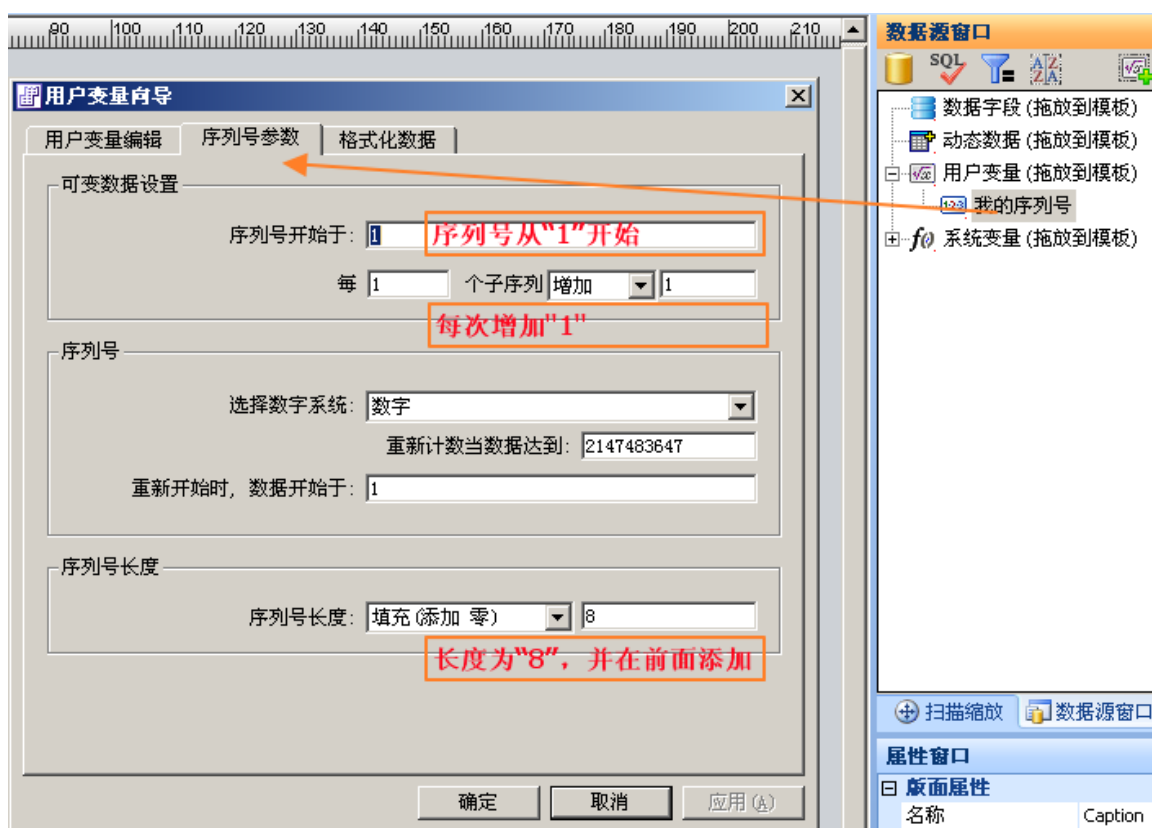 90 100 110 120 130 140 150 160 170 180 190 200 210
用户变量向导
用户变量编辑 序列号参数 格式化数据
可变数据设置
序列号开始于: 1 序列号从“1”开始
每 1 个子序列 增加 1
每次增加"1"
序列号
选择数字系统: 数字
重新计数当数据达到: 2147483647
重新开始时, 数据开始于: 1
序列号长度
序列号长度: 填充(添加 零) 8
长度为“8”, 并在前面添加
确定 取消 应用(A)
数据源窗口
SQL AZ ZA √α
数据字段 (拖放到模板)
动态数据 (拖放到模板)
√α 用户变量 (拖放到模板)
123 我的序列号
f() 系统变量 (拖放到模板)
扫描缩放 数据源窗口
属性窗口
版面属性
名称 Caption